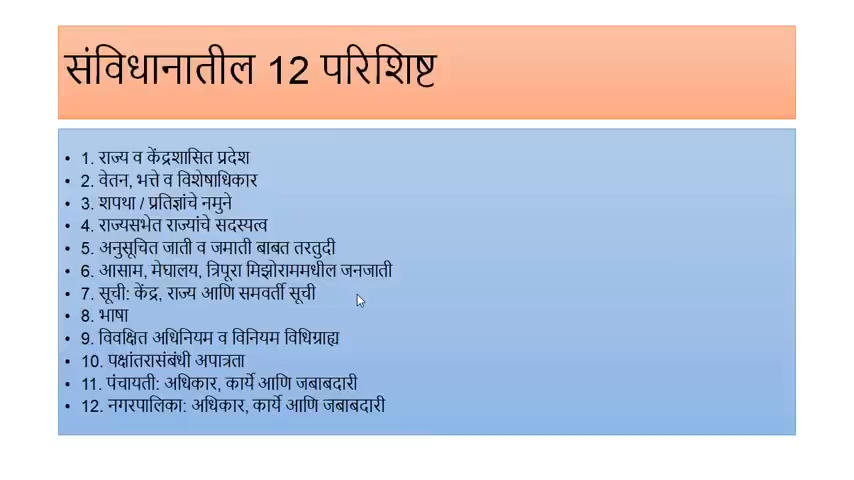 संविधानातील 12 परिशिष्ट
• 1. राज्य व केंद्रशासित प्रदेश
• 2. वेतन, भत्ते व विशेषाधिकार
• 3. शपथा / प्रतिज्ञांचे नमुने
• 4. राज्यसभेत राज्यांचे सदस्यत्व
• 5. अनुसूचित जाती व जमाती बाबत तरतुदी
• 6. आसाम, मेघालय, त्रिपूरा मिझोराममधील जनजाती
• 7. सूची: केंद्र, राज्य आणि समवर्ती सूची
• 8. भाषा
• 9. विवक्षित अधिनियम व विनियम विधिग्राह्य
• 10. पक्षांतरासंबंधी अपात्रता
• 11. पंचायती: अधिकार, कार्ये आणि जबाबदारी
• 12. नगरपालिका: अधिकार, कार्ये आणि जबाबदारी